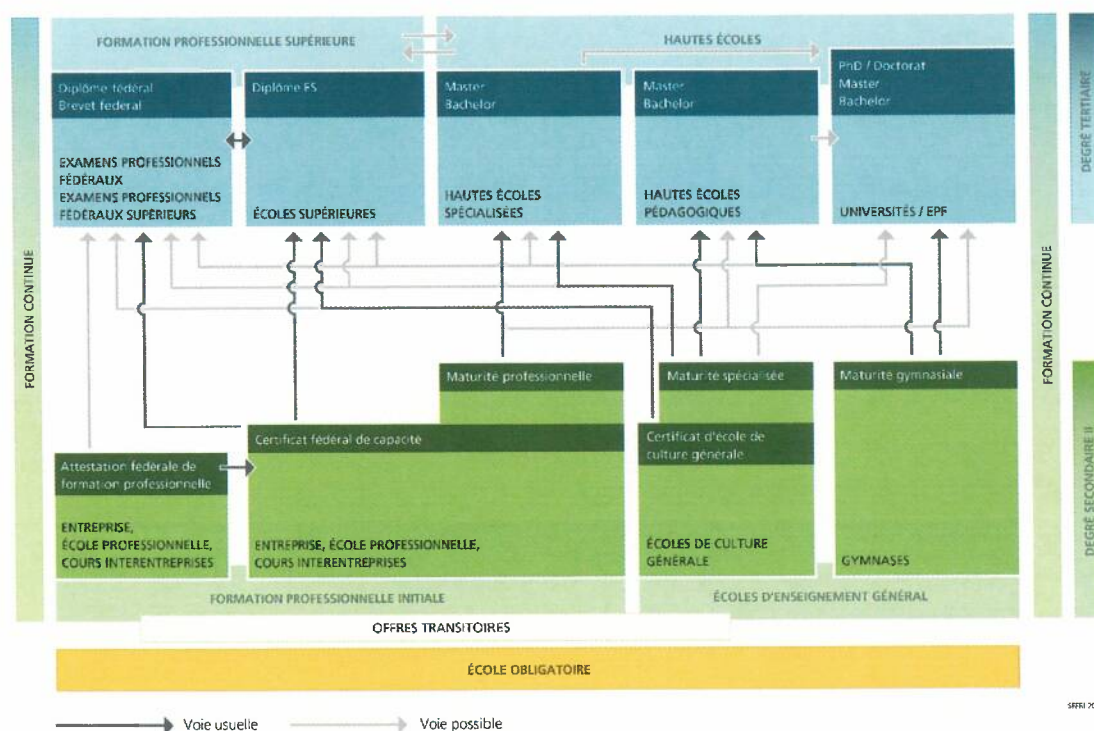 FORMATION PROFESSIONNELLE SUPÉRIEURE
HAUTES ÉCOLES
Diplôme fédéral
Brevet fédéral
EXAMENS PROFESSIONNELS
FÉDÉRAUX
EXAMENS PROFESSIONNELS
FÉDÉRAUX SUPÉRIEURS
Diplôme ES
ÉCOLES SUPÉRIEURES
Master
Bachelor
HAUTES ÉCOLES
SPÉCIALISÉES
Master
Bachelor
HAUTES ÉCOLES
PÉDAGOGIQUES
PhD / Doctorat
Master
Bachelor
UNIVERSITÉS / EPF
DEGRÉ TERTIAIRE
FORMATION CONTINUE
FORMATION CONTINUE
Maturité professionnelle
Maturité spécialisée
Maturité gymnasiale
Certificat fédéral de capacité
Certificat d'école de
culture générale
Attestation fédérale de
formation professionnelle
ENTREPRISE,
ÉCOLE PROFESSIONNELLE,
COURS INTERENTREPRISES
ENTREPRISE, ÉCOLE PROFESSIONNELLE,
COURS INTERENTREPRISES
ÉCOLES DE CULTURE
GÉNÉRALE
GYMNASES
DEGRÉ SECONDAIRE II
FORMATION PROFESSIONNELLE INITIALE
ÉCOLES D'ENSEIGNEMENT GÉNÉRAL
OFFRES TRANSITOIRES
ÉCOLE OBLIGATOIRE
Voie usuelle
Voie possible